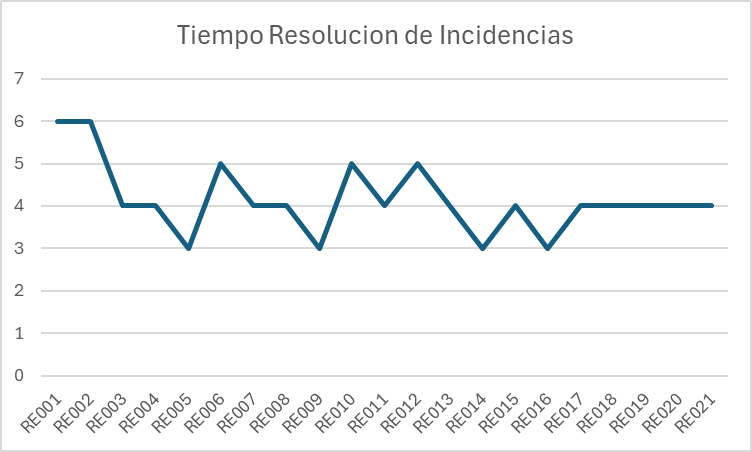 Tiempo Resolucion de Incidencias
7
6
5
4
3
2
1
0
RE001
RE002
RE003
RE004
RE005
RE006
RE007
RE008
RE009
RE010
RE011
RE012
RE013
RE014
RE015
RE016
RE017
RE018
RE019
RE020
RE021